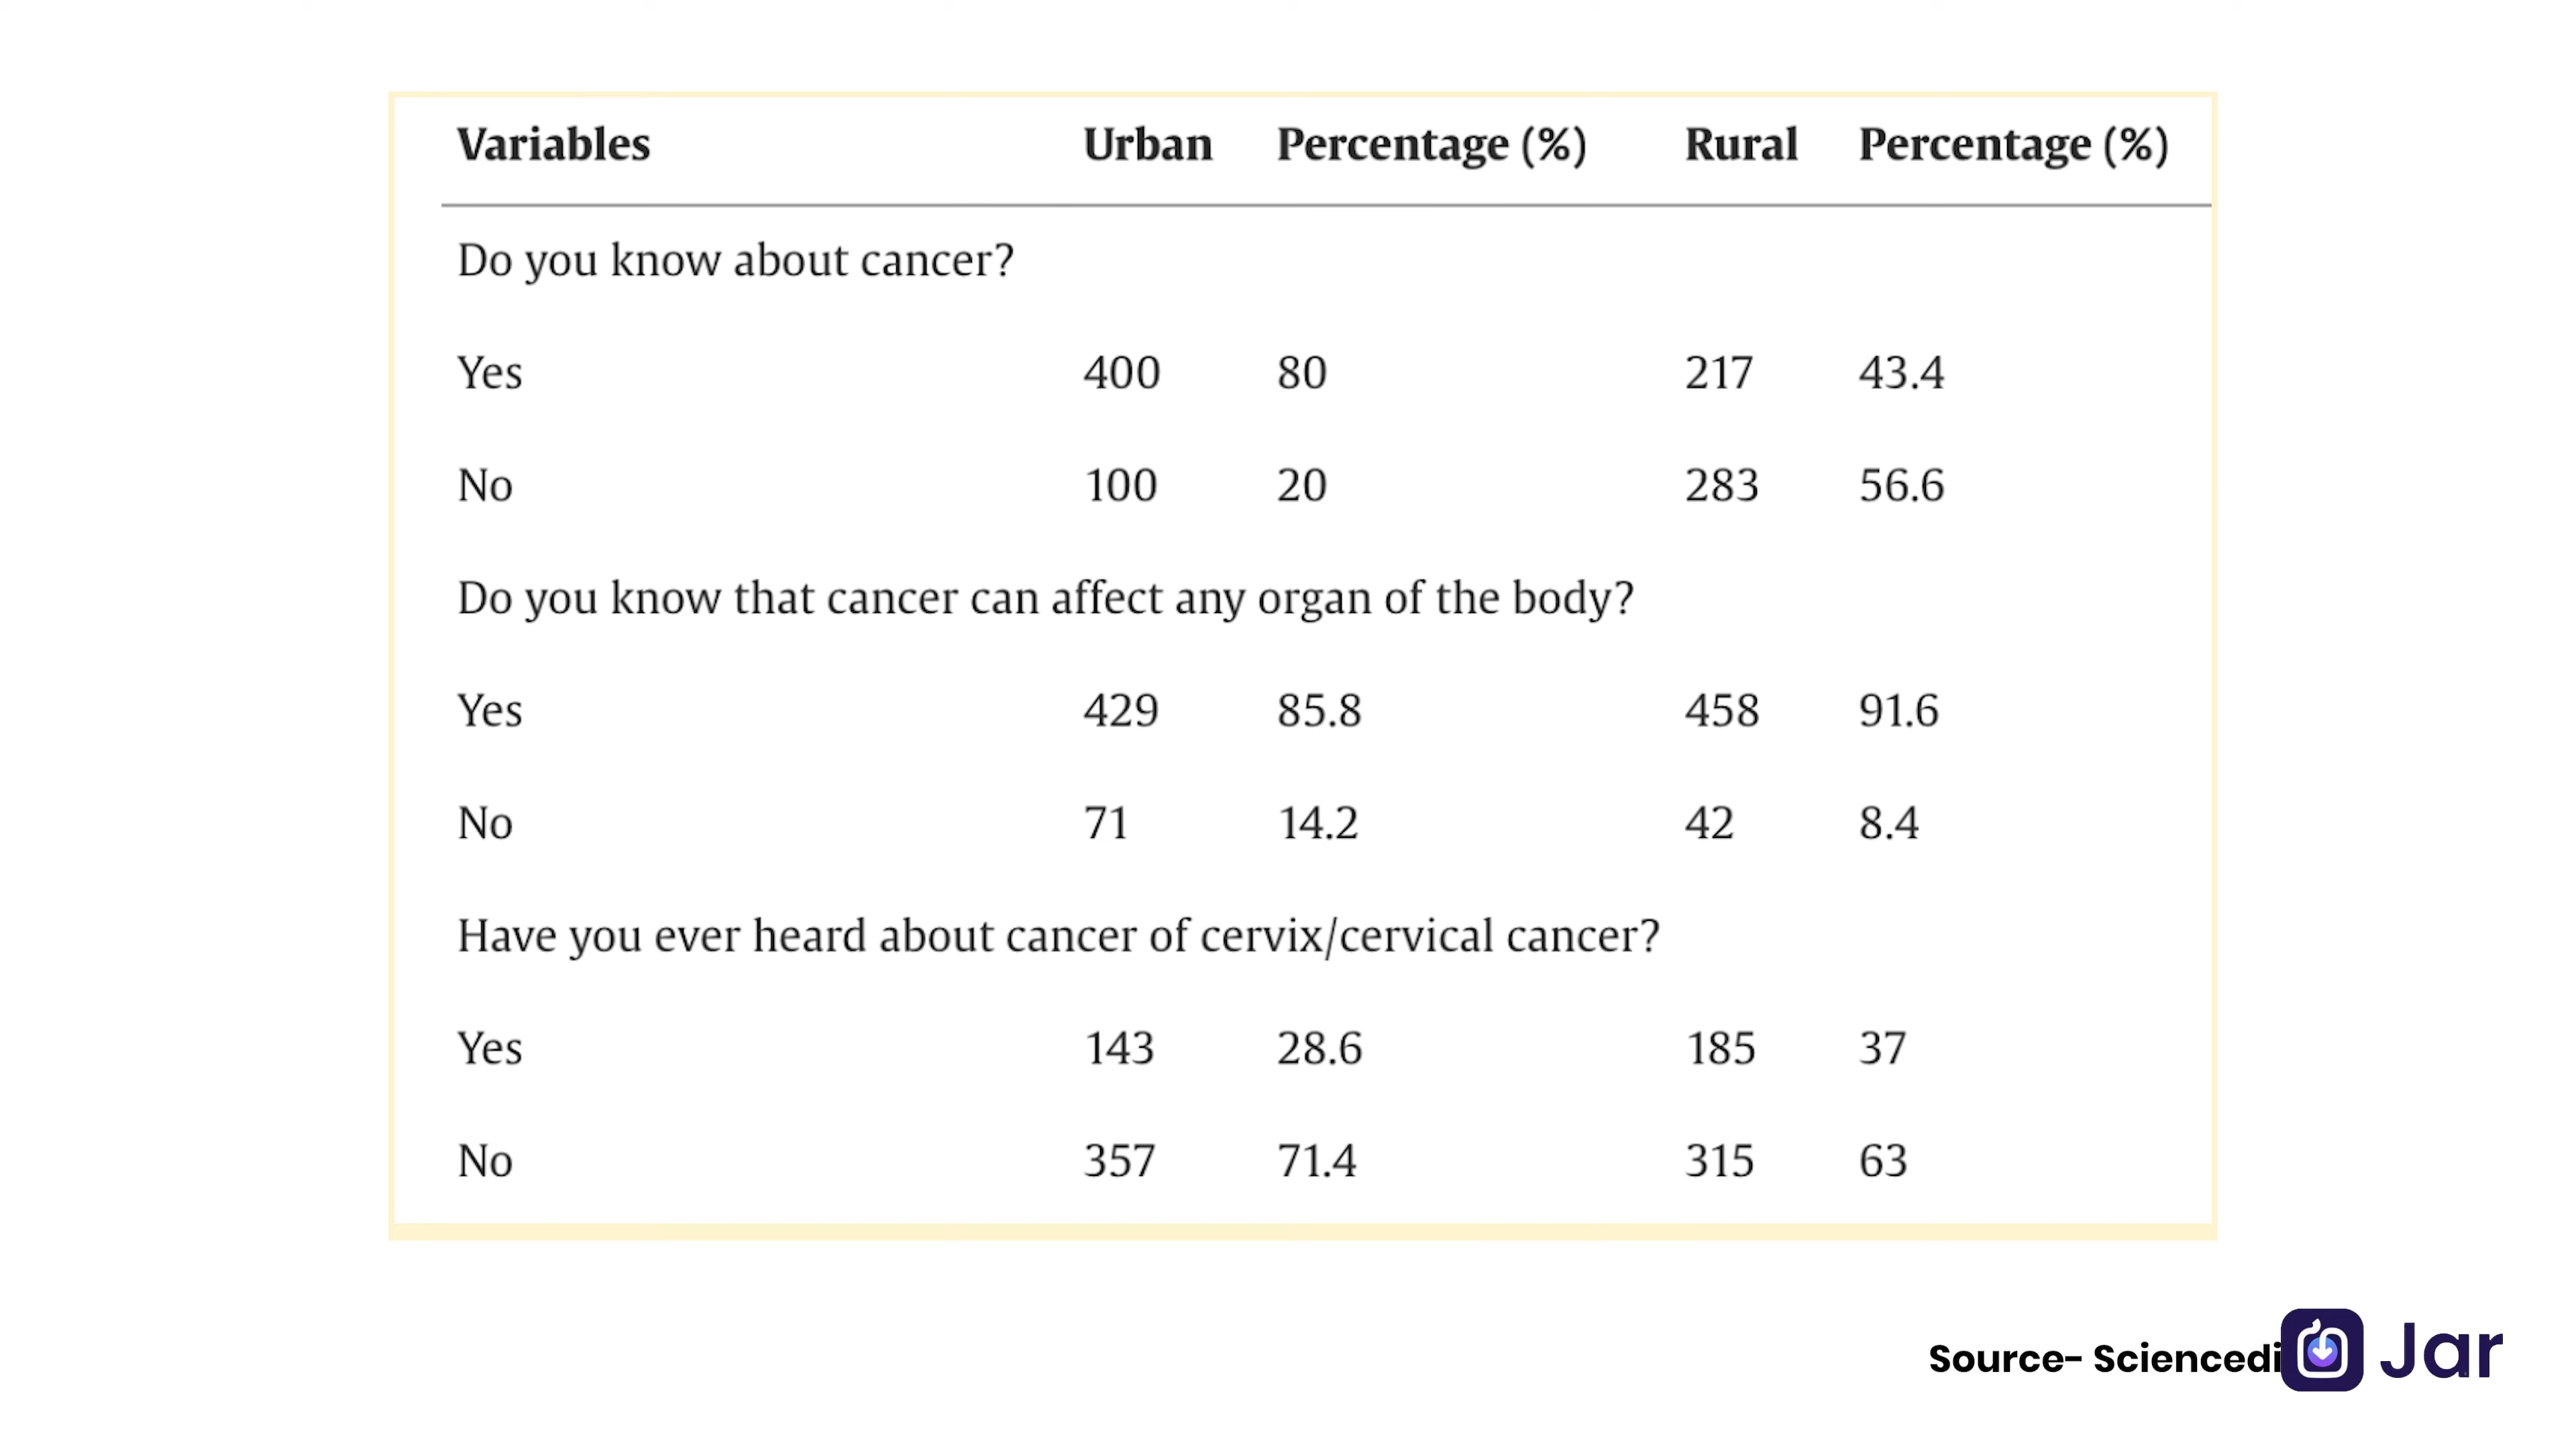 Variables Urban Percentage (%) Rural Percentage (%)
Do you know about cancer?
Yes 400 80 217 43.4
No 100 20 283 56.6
Do you know that cancer can affect any organ of the body?
Yes 429 85.8 458 91.6
No 71 14.2 42 8.4
Have you ever heard about cancer of cervix/cervical cancer?
Yes 143 28.6 185 37
No 357 71.4 315 63
Source- Sciencedi
Jar